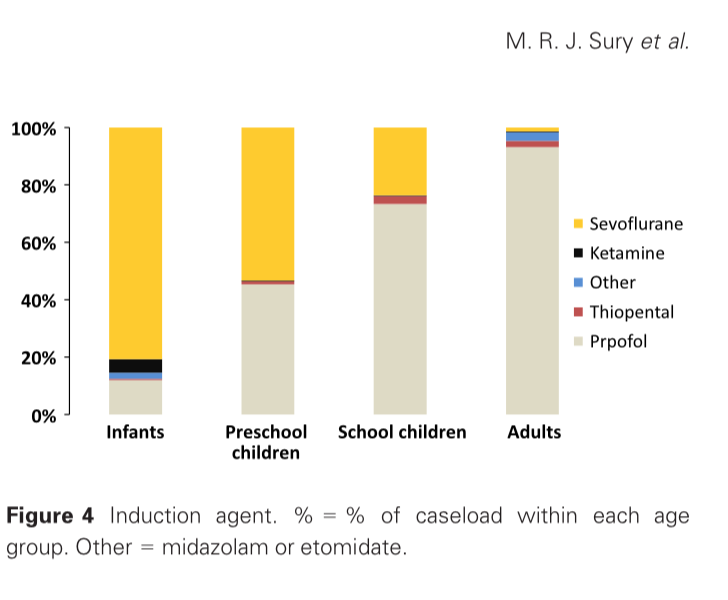 M. R. J. Sury et al.
100%
80%
60%
40%
20%
0%
Infants
Preschool
children
School children
Adults
Sevoflurane
Ketamine
Other
Thiopental
Prpofol
Figure 4 Induction agent. % = % of caseload within each age
group. Other = midazolam or etomidate.